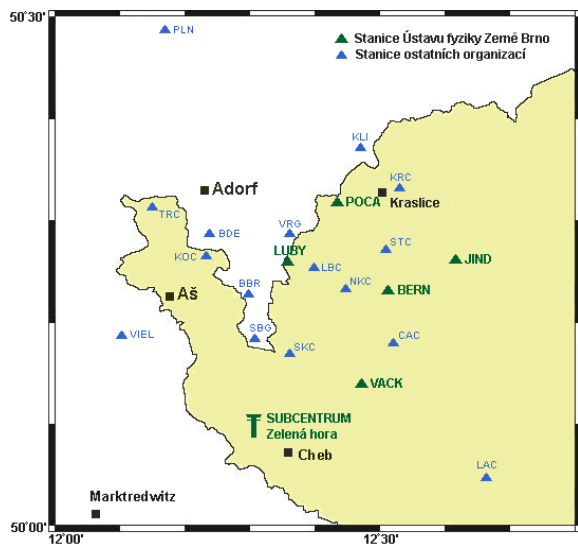 50°30'
PLN
Stanice Ústavu fyziky Země Brno
Stanice ostatních organizací
KLI
KRC
Adorf
POCA
Kraslice
TRC
BDE
VRG
LUBY
STC
KOC
LBC
JIND
BBR
NKC
BERN
Aš
VIEL
SBG
SKC
CAC
VACK
SUBCENTRUM
Zelená hora
Cheb
LAC
Marktredwitz
50°00'
12°00
12°30